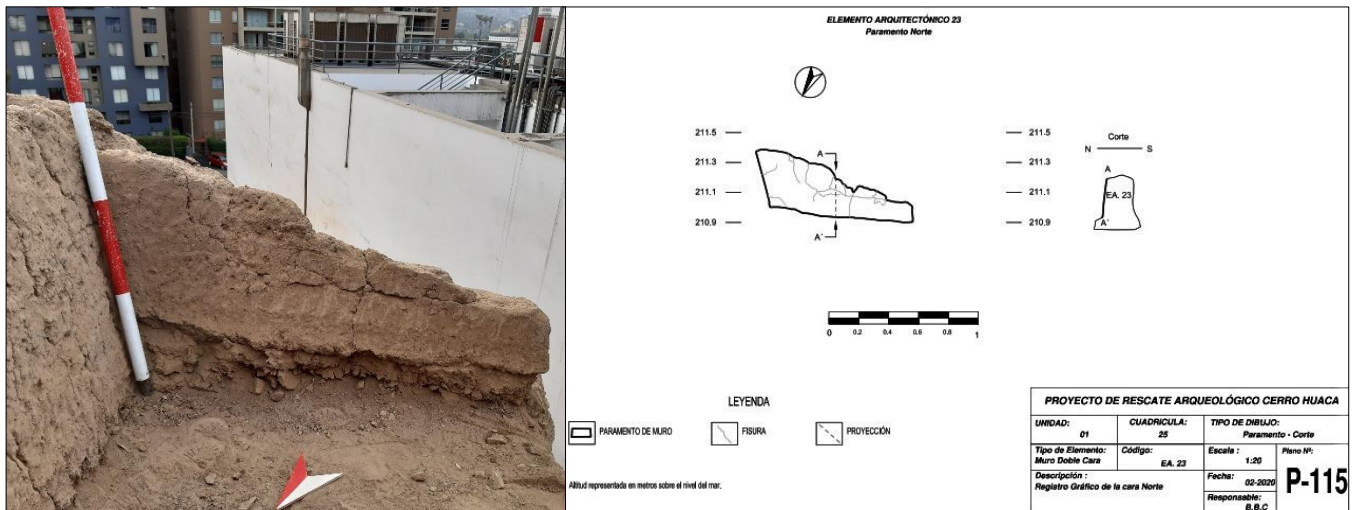 ELEMENTO ARQUITECTÓNICO 23
Paramento Norte
211.5
211.3
211.1
210.9
A
A´
211.5
211.3
211.1
210.9
Corte
N S
A
EA. 23
A´
0 0.2 0.4 0.6 0.8 1
LEYENDA
PARAMENTO DE MURO
FISURA
PROYECCIÓN
Altitud representada en metros sobre el nivel del mar.
PROYECTO DE RESCATE ARQUEOLÓGICO CERRO HUACA
UNIDAD: 01
CUADRICULA: 25
TIPO DE DIBUJO: Paramento - Corte
Tipo de Elemento: Muro Doble Cara
Código: EA. 23
Escala : 1:20
Plano Nº: P-115
Descripción : Registro Gráfico de la cara Norte
Fecha: 02-2020
Responsable: B.B.C